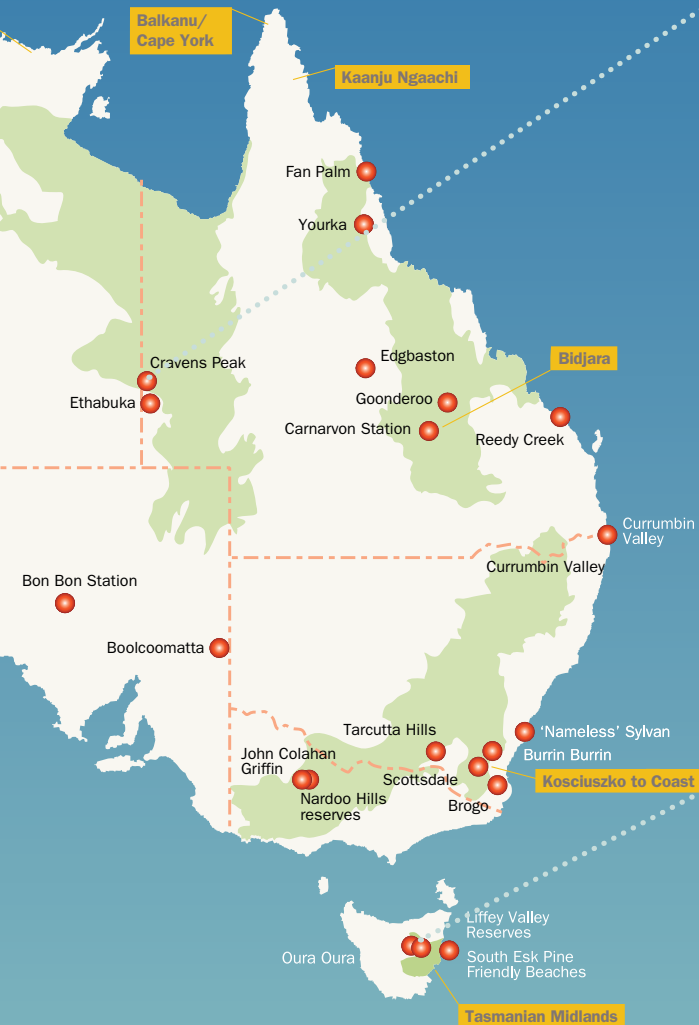 Balkanu/
Cape York
Kaanju Ngaachi
Fan Palm
Yourka
Cravens Peak
Ethabuka
Edgbaston
Bidjara
Goonderoo
Carnarvon Station
Reedy Creek
Currumbin
Valley
Currumbin Valley
Bon Bon Station
Boolcoomatta
Tarcutta Hills
'Nameless' Sylvan
John Colahan
Griffin
Burrin Burrin
Scottsdale
Kosciuszko to Coast
Nardoo Hills
reserves
Brogo
Liffey Valley
Reserves
Oura Oura
South Esk Pine
Friendly Beaches
Tasmanian Midlands